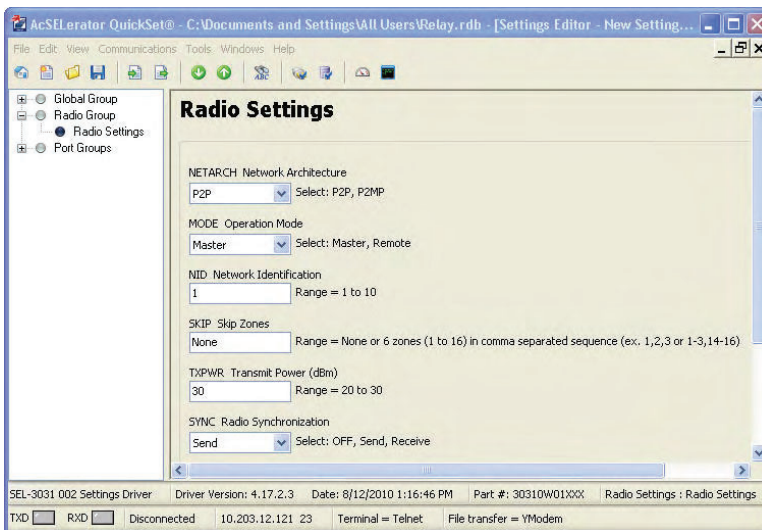 AcSELerator QuickSet® - C:\Documents and Settings\All Users\Relay.rdb - [Settings Editor - New Setting...
File Edit View Communications Tools Windows Help
Global Group
Radio Group
Radio Settings
Port Groups
Radio Settings
NETARCH Network Architecture
P2P Select: P2P, P2MP
MODE Operation Mode
Master Select: Master, Remote
NID Network Identification
1 Range = 1 to 10
SKIP Skip Zones
None Range = None or 6 zones (1 to 16) in comma separated sequence (ex. 1,2,3 or 1-3,14-16)
TXPWR Transmit Power (dBm)
30 Range = 20 to 30
SYNC Radio Synchronization
Send Select: OFF, Send, Receive
SEL-3031 002 Settings Driver Driver Version: 4.17.2.3 Date: 8/12/2010 1:16:46 PM Part #: 30310W01XXX Radio Settings : Radio Settings
TXD RXD Disconnected 10.203.12.121 23 Terminal = Telnet File transfer = YModem